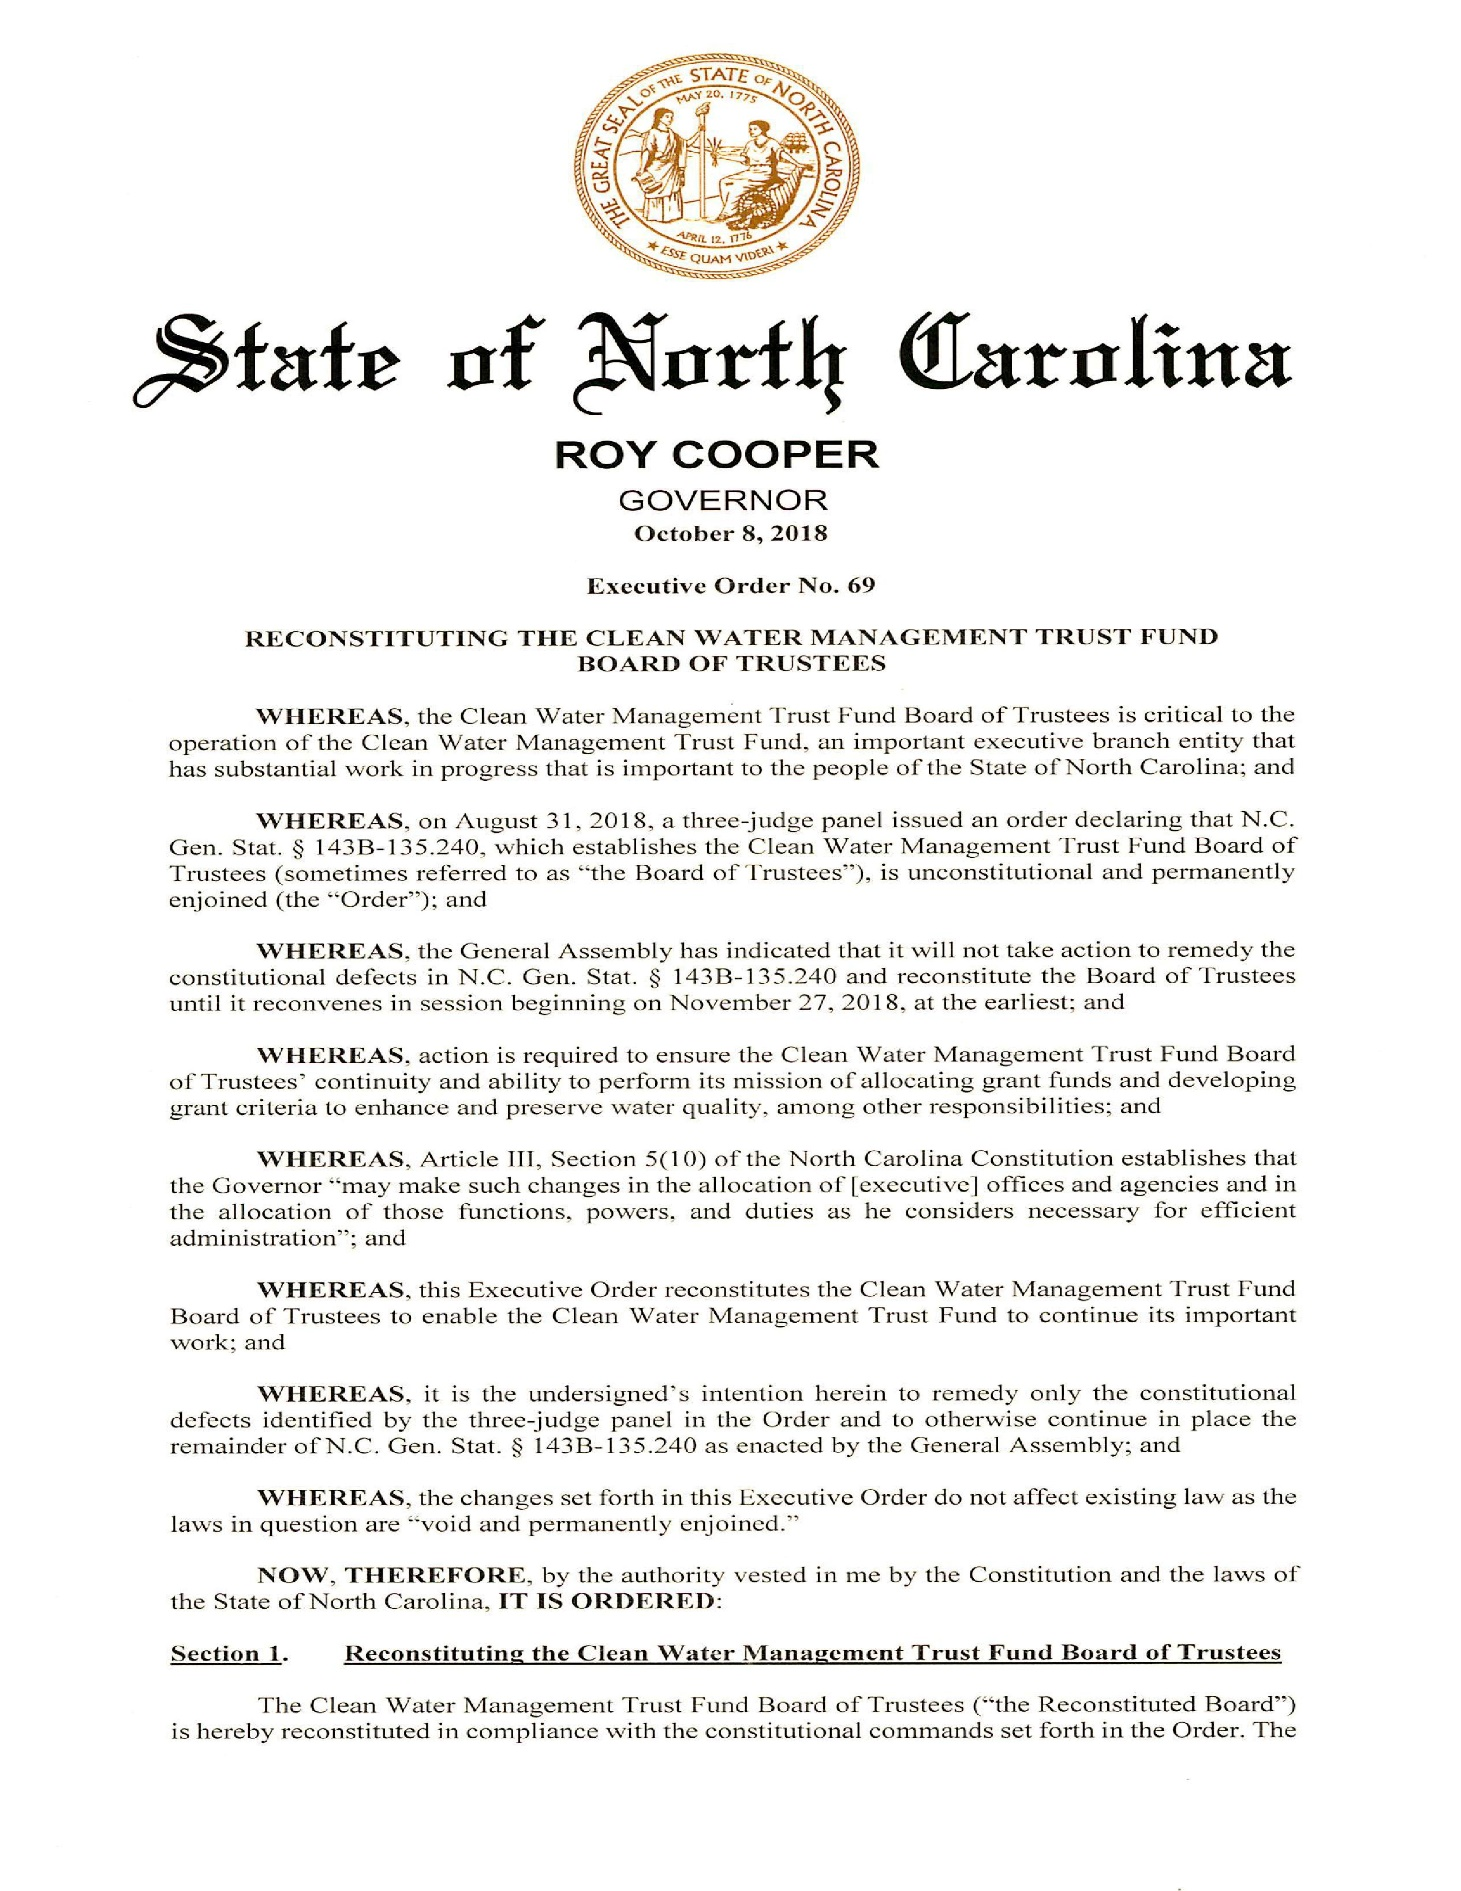 THE GREAT SEAL OF THE STATE OF NORTH CAROLINA
MAY 20, 1775
APRIL 12, 1776
★ ESSE QUAM VIDERI ★
State of North Carolina
ROY COOPER
GOVERNOR
October 8, 2018
Executive Order No. 69
RECONSTITUTING THE CLEAN WATER MANAGEMENT TRUST FUND
BOARD OF TRUSTEES
WHEREAS, the Clean Water Management Trust Fund Board of Trustees is critical to the
operation of the Clean Water Management Trust Fund, an important executive branch entity that
has substantial work in progress that is important to the people of the State of North Carolina; and
WHEREAS, on August 31, 2018, a three-judge panel issued an order declaring that N.C.
Gen. Stat. § 143B-135.240, which establishes the Clean Water Management Trust Fund Board of
Trustees (sometimes referred to as “the Board of Trustees”), is unconstitutional and permanently
enjoined (the “Order”); and
WHEREAS, the General Assembly has indicated that it will not take action to remedy the
constitutional defects in N.C. Gen. Stat. § 143B-135.240 and reconstitute the Board of Trustees
until it reconvenes in session beginning on November 27, 2018, at the earliest; and
WHEREAS, action is required to ensure the Clean Water Management Trust Fund Board
of Trustees’ continuity and ability to perform its mission of allocating grant funds and developing
grant criteria to enhance and preserve water quality, among other responsibilities; and
WHEREAS, Article III, Section 5(10) of the North Carolina Constitution establishes that
the Governor “may make such changes in the allocation of [executive] offices and agencies and in
the allocation of those functions, powers, and duties as he considers necessary for efficient
administration”; and
WHEREAS, this Executive Order reconstitutes the Clean Water Management Trust Fund
Board of Trustees to enable the Clean Water Management Trust Fund to continue its important
work; and
WHEREAS, it is the undersigned’s intention herein to remedy only the constitutional
defects identified by the three-judge panel in the Order and to otherwise continue in place the
remainder of N.C. Gen. Stat. § 143B-135.240 as enacted by the General Assembly; and
WHEREAS, the changes set forth in this Executive Order do not affect existing law as the
laws in question are “void and permanently enjoined.”
NOW, THEREFORE, by the authority vested in me by the Constitution and the laws of
the State of North Carolina, IT IS ORDERED:
Section 1. Reconstituting the Clean Water Management Trust Fund Board of Trustees
The Clean Water Management Trust Fund Board of Trustees (“the Reconstituted Board”)
is hereby reconstituted in compliance with the constitutional commands set forth in the Order. The